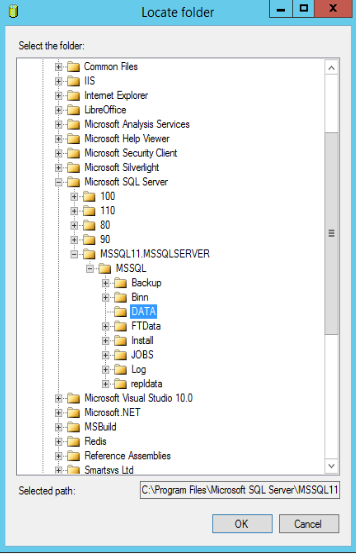 Locate folder
Select the folder:
Common Files
IIS
Internet Explorer
LibreOffice
Microsoft Analysis Services
Microsoft Help Viewer
Microsoft Security Client
Microsoft Silverlight
Microsoft SQL Server
100
110
80
90
MSSQL11.MSSQLSERVER
MSSQL
Backup
Binn
DATA
FTData
Install
JOBS
Log
repldata
Microsoft Visual Studio 10.0
Microsoft.NET
MSBuild
Redis
Reference Assemblies
Smartsys Ltd
Selected path:
C:\Program Files\Microsoft SQL Server\MSSQL11
OK
Cancel